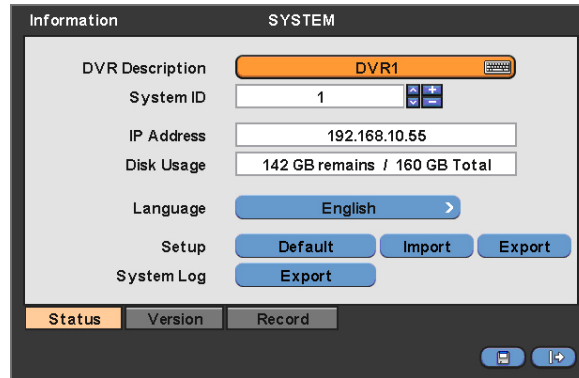 Information SYSTEM
DVR Description DVR1
System ID 1
IP Address 192.168.10.55
Disk Usage 142 GB remains / 160 GB Total
Language English
Setup Default Import Export
System Log Export
Status Version Record